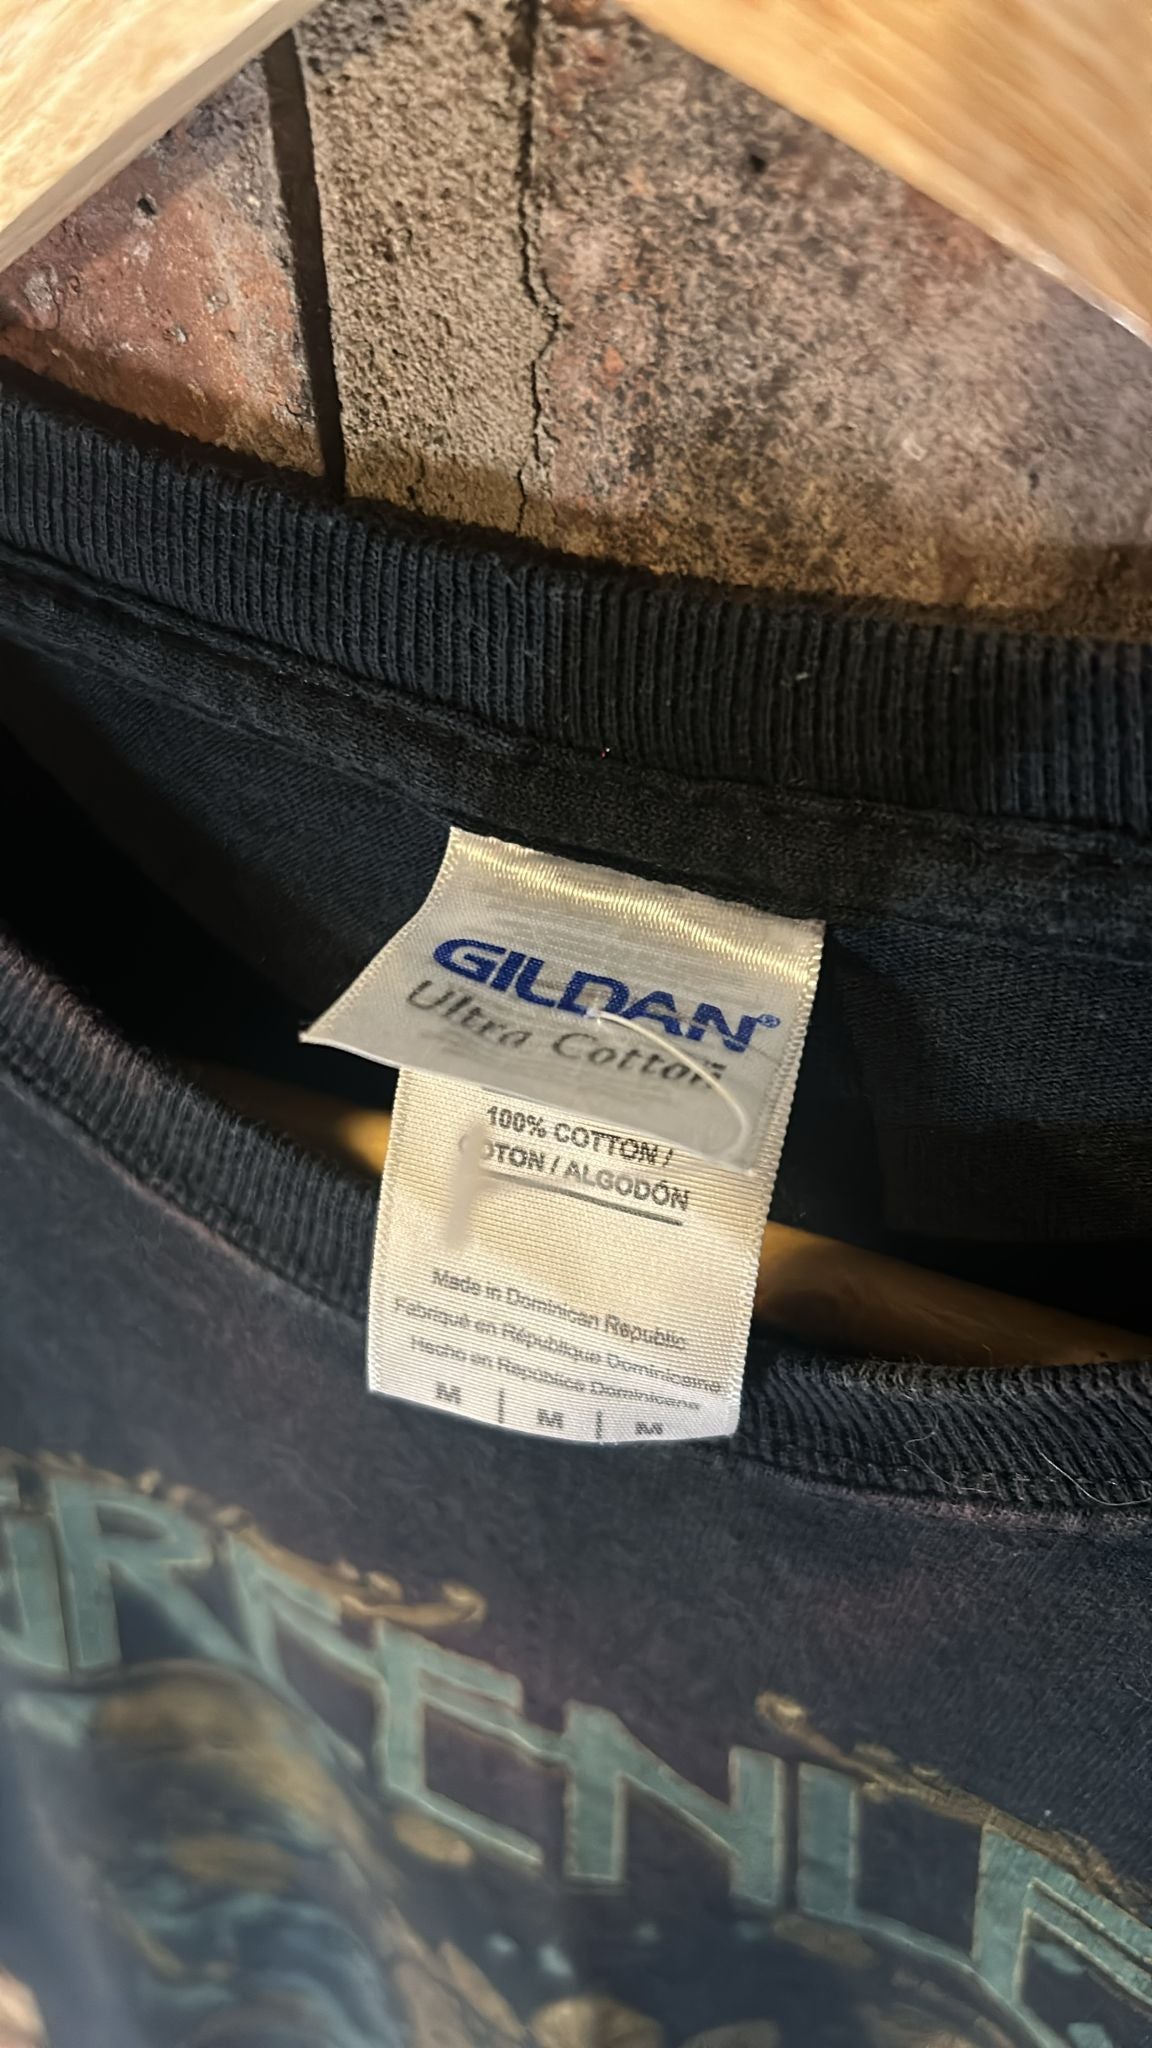 GILDAN®
Ultra Cotton
100% COTTON /
COTON / ALGODÓN
Made in Dominican Republic
Fabriqué en République Dominicaine
Hecho en República Dominicana
M | M | M